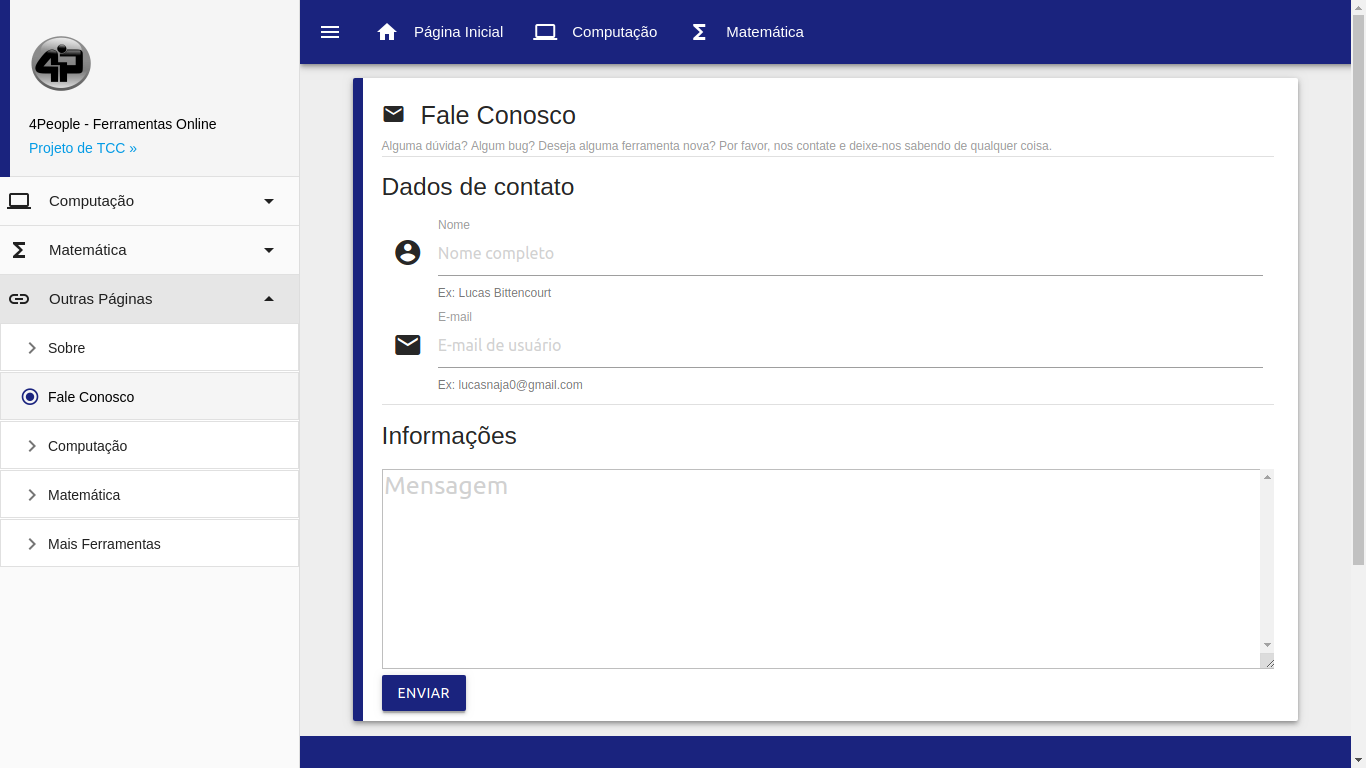 4P
4People - Ferramentas Online
Projeto de TCC »
Computação
Matemática
Outras Páginas
Sobre
Fale Conosco
Computação
Matemática
Mais Ferramentas
Página Inicial
Computação
Matemática
Fale Conosco
Alguma dúvida? Algum bug? Deseja alguma ferramenta nova? Por favor, nos contate e deixe-nos sabendo de qualquer coisa.
Dados de contato
Nome
Nome completo
Ex: Lucas Bittencourt
E-mail
E-mail de usuário
Ex: lucasnaja0@gmail.com
Informações
Mensagem
ENVIAR